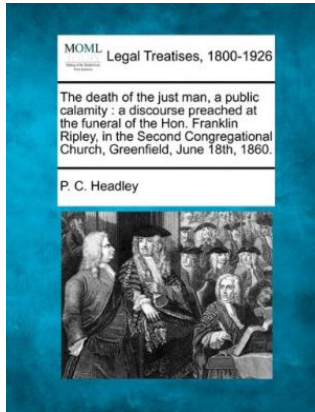 MOML Legal Treatises, 1800-1926
The death of the just man, a public
calamity : a discourse preached at
the funeral of the Hon. Franklin
Ripley, in the Second Congregational
Church, Greenfield, June 18th, 1860.
P. C. Headley